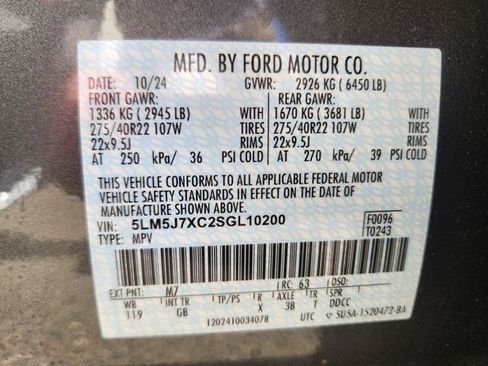 MFD. BY FORD MOTOR CO.
DATE: 10/24 GVWR: 2926 KG (6450 LB)
FRONT GAWR: REAR GAWR:
1336 KG (2945 LB) WITH 1670 KG (3681 LB) WITH
275/40R22 107W TIRES 275/40R22 107W TIRES
22x9.5J RIMS 22x9.5J RIMS
AT 250 kPa/ 36 PSI COLD AT 270 kPa/ 39 PSI COLD
THIS VEHICLE CONFORMS TO ALL APPLICABLE FEDERAL MOTOR
VEHICLE SAFETY STANDARDS IN EFFECT ON THE DATE OF
MANUFACTURE SHOWN ABOVE.
VIN: 5LM5J7XC2SGL10200 F0096
TYPE: MPV T0243
EXT PNT: M7 RC: 63 DSO:
WB INT TR TP/PS R AXLE TR SPR
119 GB X 3B T DDCC
1202410034078 UTC 5USA-1520472-BA